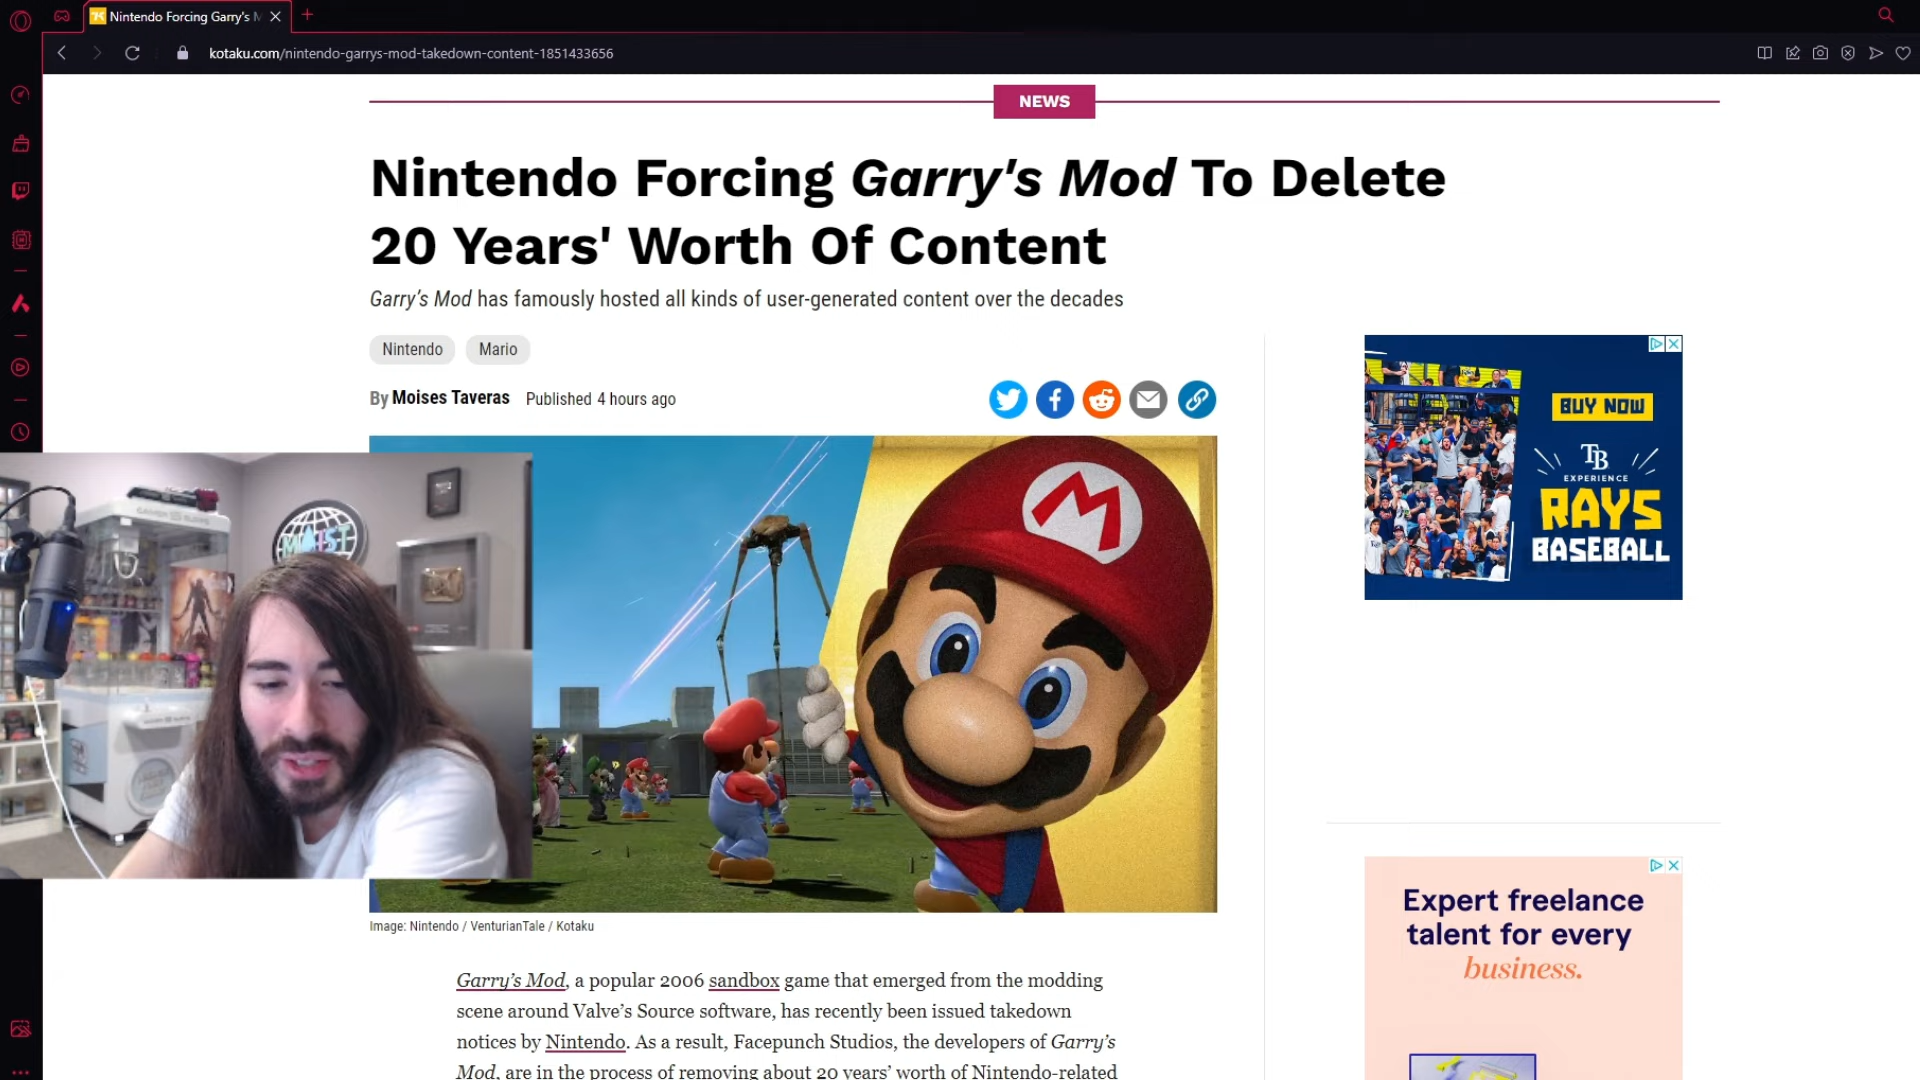 Nintendo Forcing Garry's M
kotaku.com/nintendo-garrys-mod-takedown-content-1851433656
NEWS
Nintendo Forcing Garry's Mod To Delete
20 Years' Worth Of Content
Garry's Mod has famously hosted all kinds of user-generated content over the decades
Nintendo
Mario
By Moises Taveras Published 4 hours ago
BUY NOW
TB
EXPERIENCE
RAYS
BASEBALL
MOIST
M
Image: Nintendo / VenturianTale / Kotaku
Garry's Mod, a popular 2006 sandbox game that emerged from the modding
scene around Valve's Source software, has recently been issued takedown
notices by Nintendo. As a result, Facepunch Studios, the developers of Garry's
Mod, are in the process of removing about 20 years' worth of Nintendo-related
Expert freelance
talent for every
business.